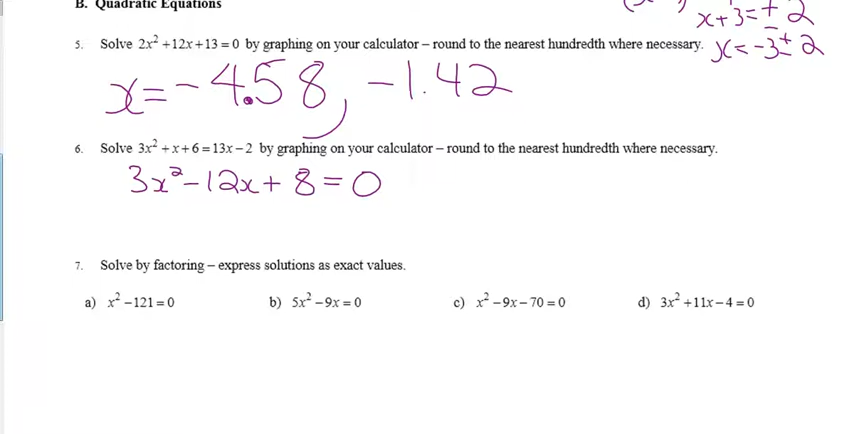 B. Quadratic Equations
x+3=±2
5. Solve 2x²+12x+13=0 by graphing on your calculator – round to the nearest hundredth where necessary.
x=-3±2
x=-4.58, -1.42
6. Solve 3x²+x+6=13x-2 by graphing on your calculator – round to the nearest hundredth where necessary.
3x²-12x+8=0
7. Solve by factoring – express solutions as exact values.
a) x²-121=0 b) 5x²-9x=0 c) x²-9x-70=0 d) 3x²+11x-4=0